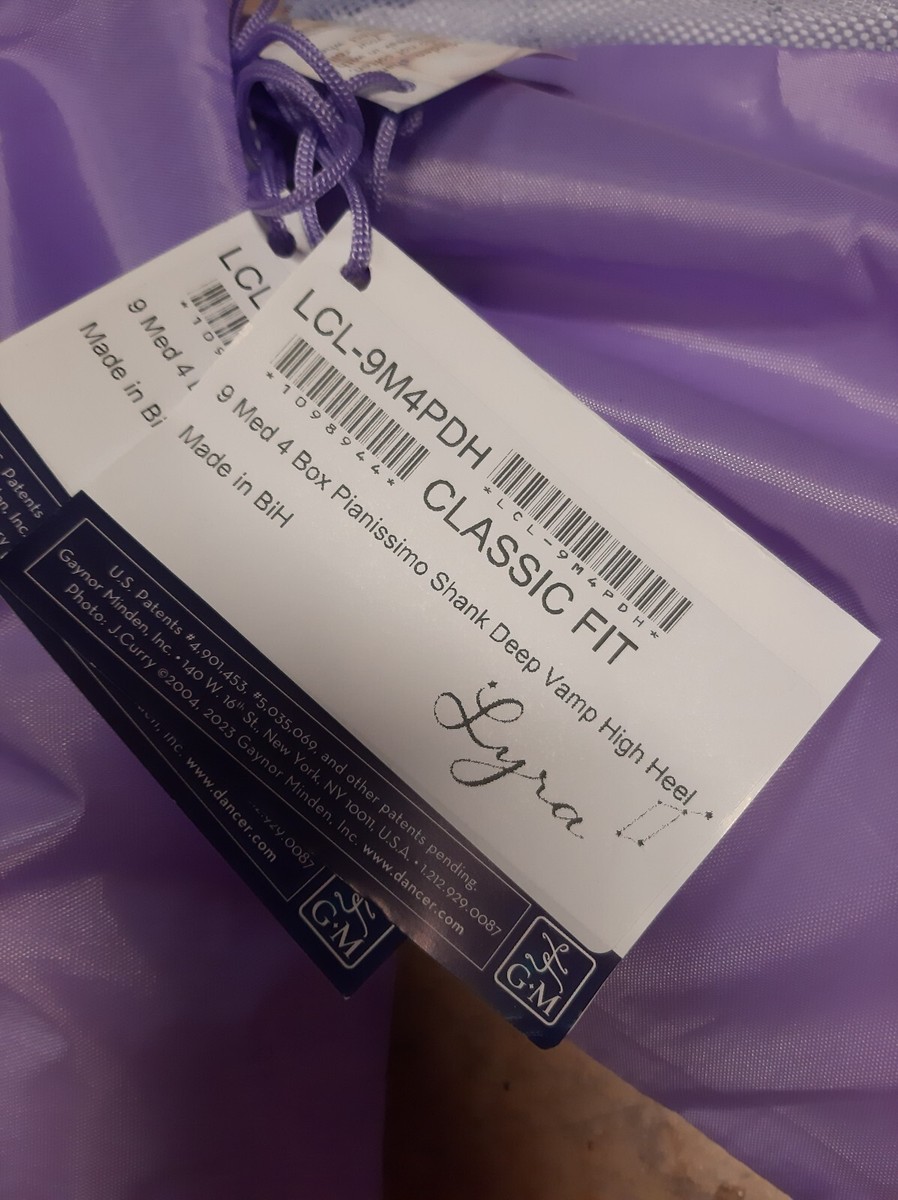 LCL-9M4PDH
*1098944*
*LCL-9M4PDH*
CLASSIC FIT
9 Med 4 Box Pianissimo Shank Deep Vamp High Heel
Made in BiH
Lyra
U.S. Patents #4,901,453, #5,035,069, and other patents pending.
Gaynor Minden, Inc. • 140 W. 16th St. New York, NY 10011, U.S.A. • 1.212.929.0087
Photo: J.Curry ©2004, 2023 Gaynor Minden, Inc. www.dancer.com
G•M
LCL
9 Med 4
Made in Bi
Patents
Inc.
Inc. www.dancer.com
0087
G•M